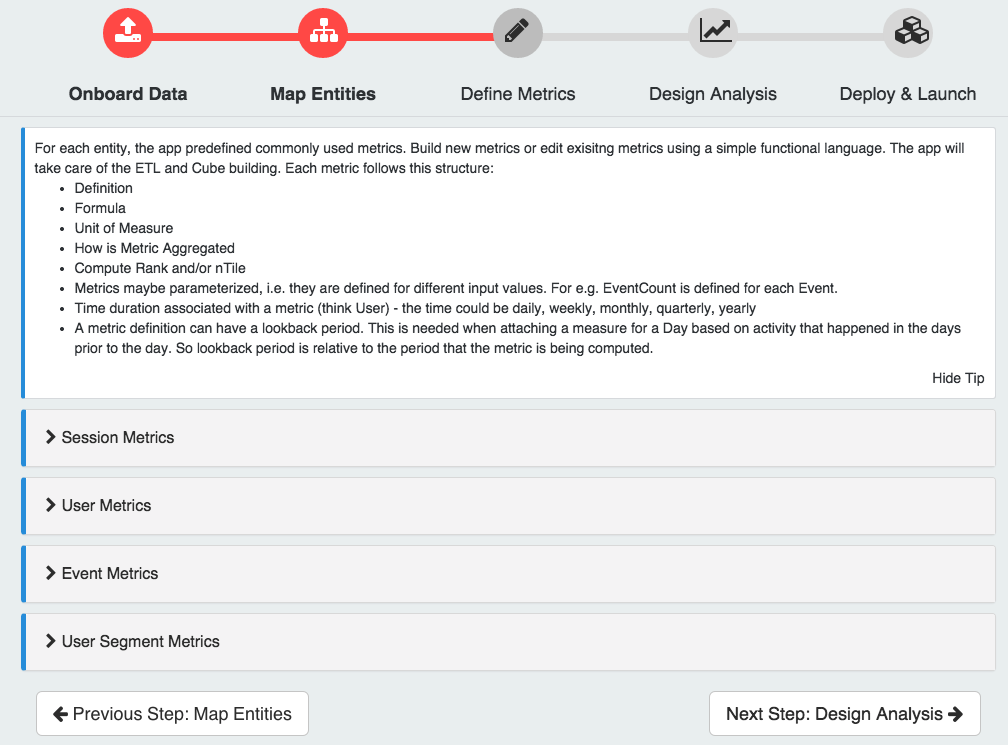 Onboard Data
Map Entities
Define Metrics
Design Analysis
Deploy & Launch
For each entity, the app predefined commonly used metrics. Build new metrics or edit exisitng metrics using a simple functional language. The app will
take care of the ETL and Cube building. Each metric follows this structure:
• Definition
• Formula
• Unit of Measure
• How is Metric Aggregated
• Compute Rank and/or nTile
• Metrics maybe parameterized, i.e. they are defined for different input values. For e.g. EventCount is defined for each Event.
• Time duration associated with a metric (think User) - the time could be daily, weekly, monthly, quarterly, yearly
• A metric definition can have a lookback period. This is needed when attaching a measure for a Day based on activity that happened in the days
prior to the day. So lookback period is relative to the period that the metric is being computed.
Hide Tip
Session Metrics
User Metrics
Event Metrics
User Segment Metrics
Previous Step: Map Entities
Next Step: Design Analysis